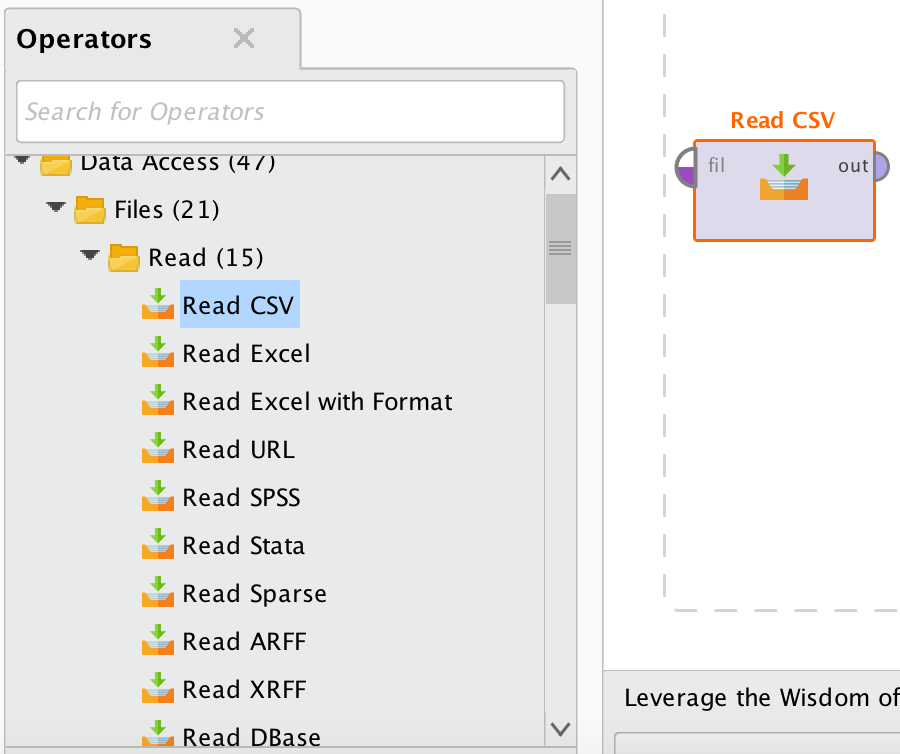 Operators
Search for Operators
Data Access (47)
Files (21)
Read (15)
Read CSV
Read Excel
Read Excel with Format
Read URL
Read SPSS
Read Stata
Read Sparse
Read ARFF
Read XRFF
Read DBase
Read CSV
fil
out
Leverage the Wisdom of